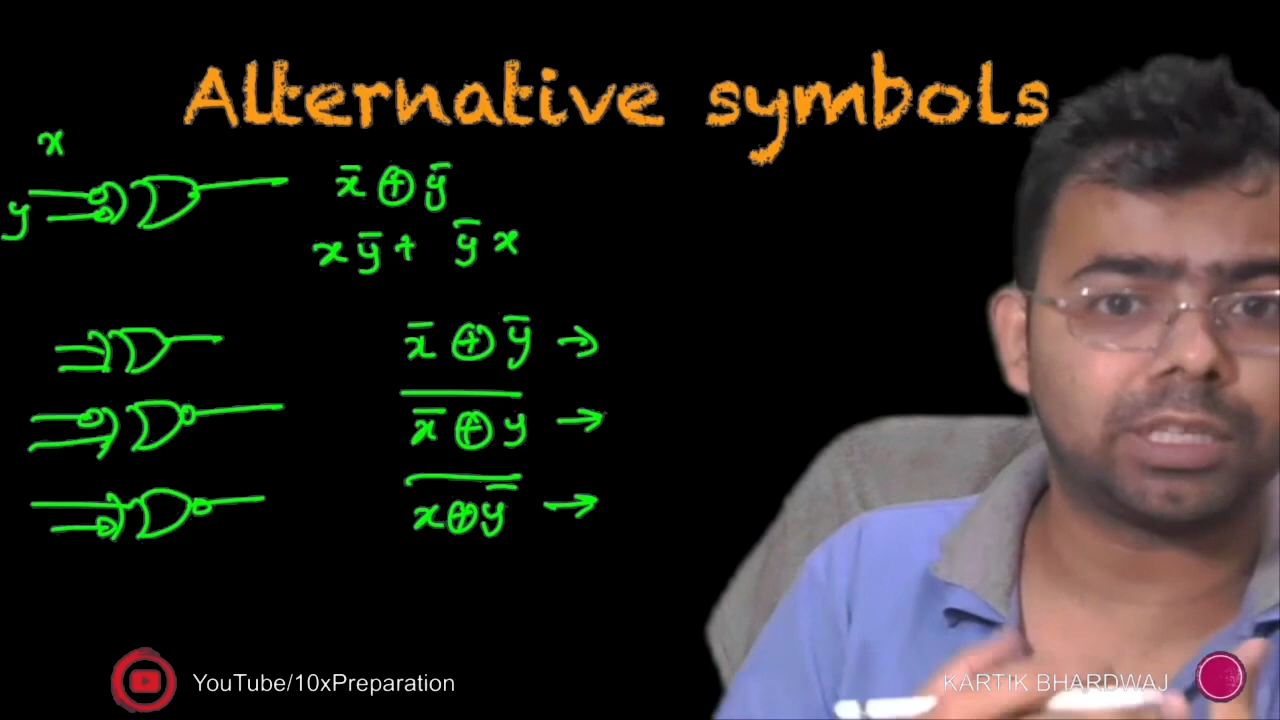 Alternative symbols
x
y
x̄ ⊕ ȳ
xȳ + ȳx
x̄ ⊕ ȳ →
x̄ ⊕ y̅ →
x⊕ȳ →
YouTube/10xPreparation
KARTIK BHARDWAJ